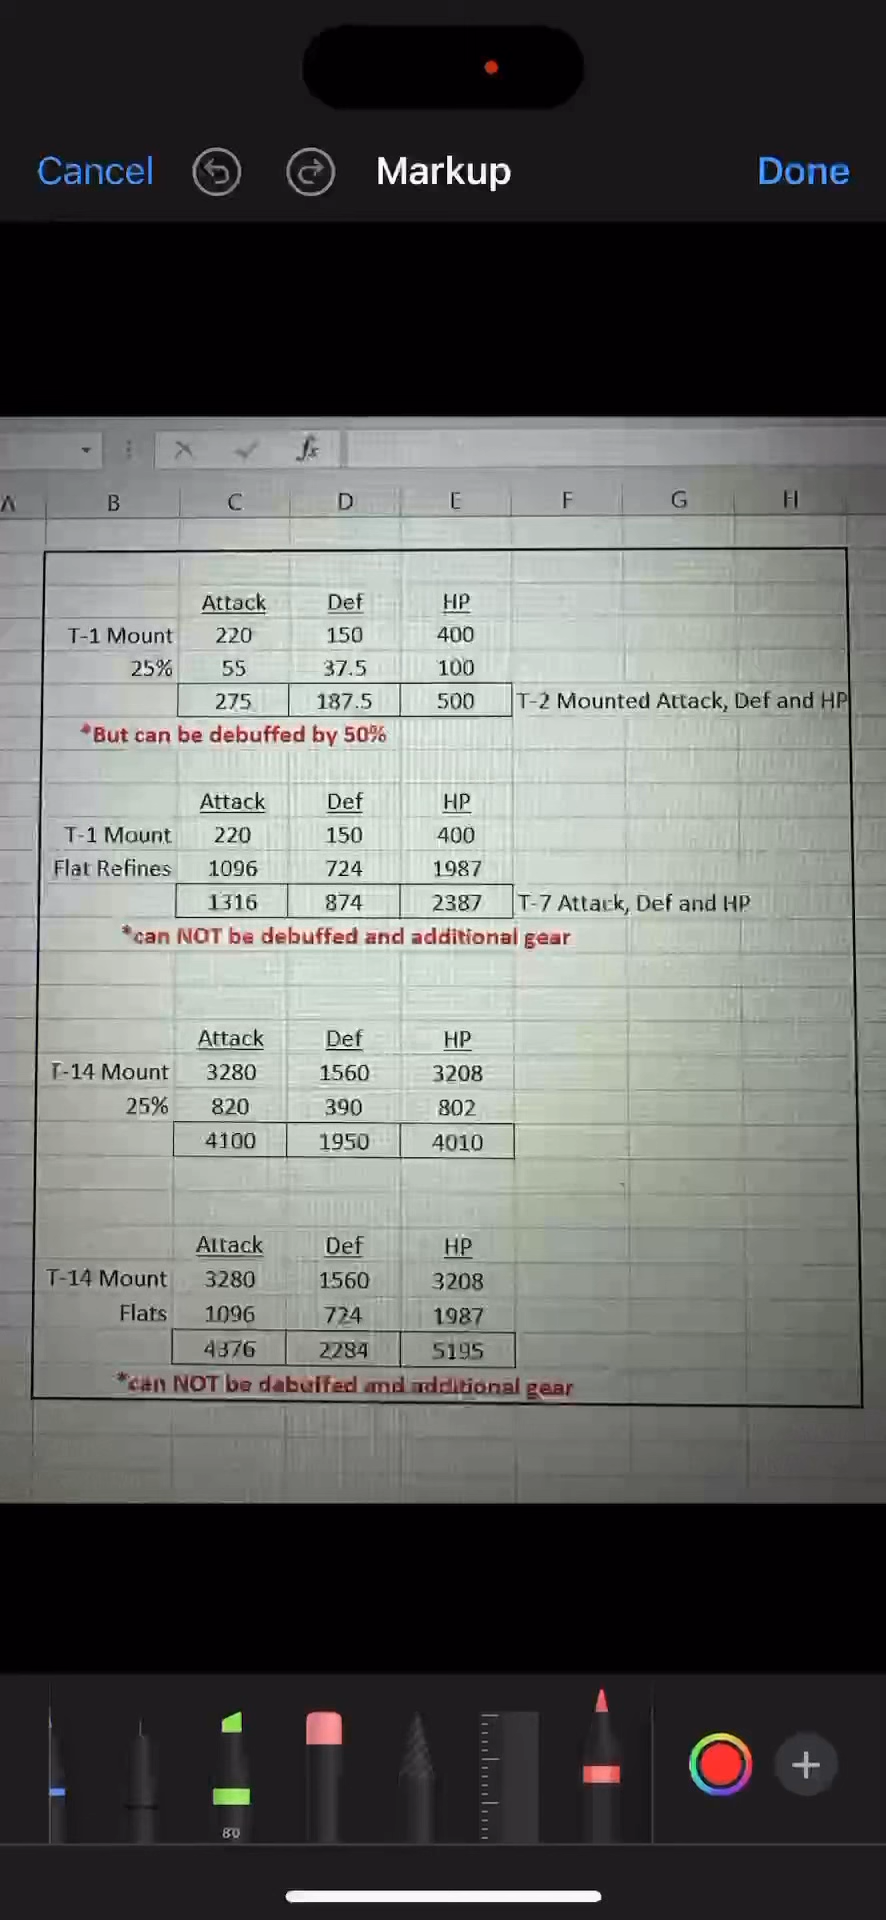 Cancel Markup Done
fx
A B C D E F G H
Attack Def HP
T-1 Mount 220 150 400
25% 55 37.5 100
275 187.5 500 T-2 Mounted Attack, Def and HP
*But can be debuffed by 50%
Attack Def HP
T-1 Mount 220 150 400
Flat Refines 1096 724 1987
1316 874 2387 T-7 Attack, Def and HP
*can NOT be debuffed and additional gear
Attack Def HP
T-14 Mount 3280 1560 3208
25% 820 390 802
4100 1950 4010
Attack Def HP
T-14 Mount 3280 1560 3208
Flats 1096 724 1987
4376 2284 5195
*can NOT be debuffed and additional gear
80